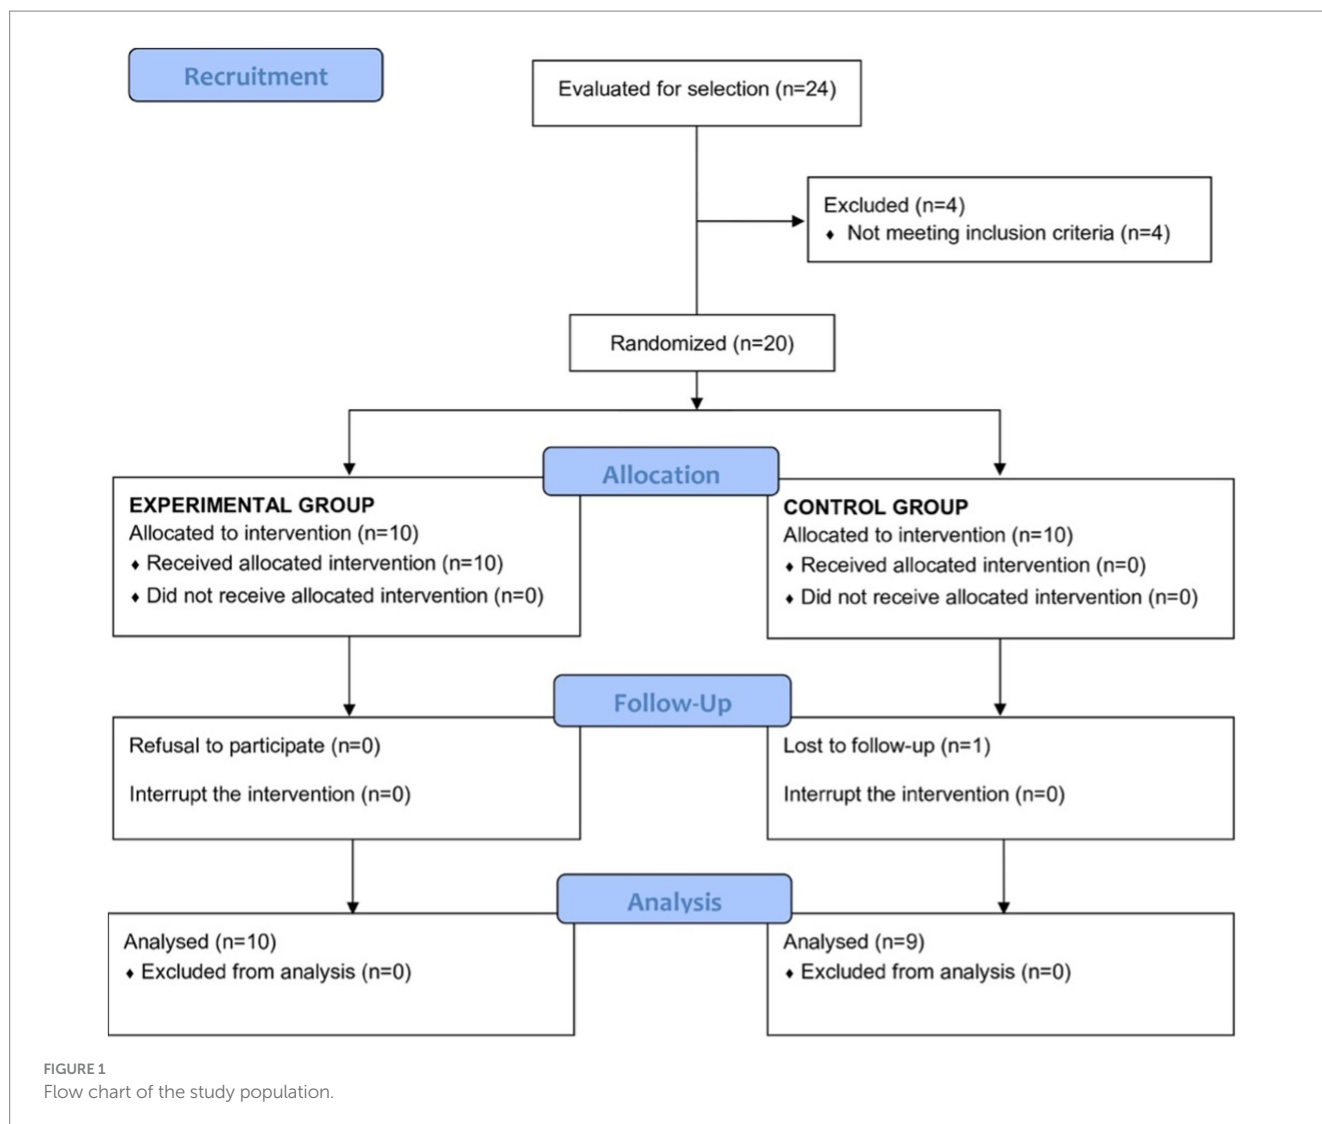 Recruitment
Evaluated for selection (n=24)
Excluded (n=4)
♦ Not meeting inclusion criteria (n=4)
Randomized (n=20)
Allocation
EXPERIMENTAL GROUP
Allocated to intervention (n=10)
♦ Received allocated intervention (n=10)
♦ Did not receive allocated intervention (n=0)
CONTROL GROUP
Allocated to intervention (n=10)
♦ Received allocated intervention (n=0)
♦ Did not receive allocated intervention (n=0)
Follow-Up
Refusal to participate (n=0)
Interrupt the intervention (n=0)
Lost to follow-up (n=1)
Interrupt the intervention (n=0)
Analysis
Analysed (n=10)
♦ Excluded from analysis (n=0)
Analysed (n=9)
♦ Excluded from analysis (n=0)
FIGURE 1
Flow chart of the study population.